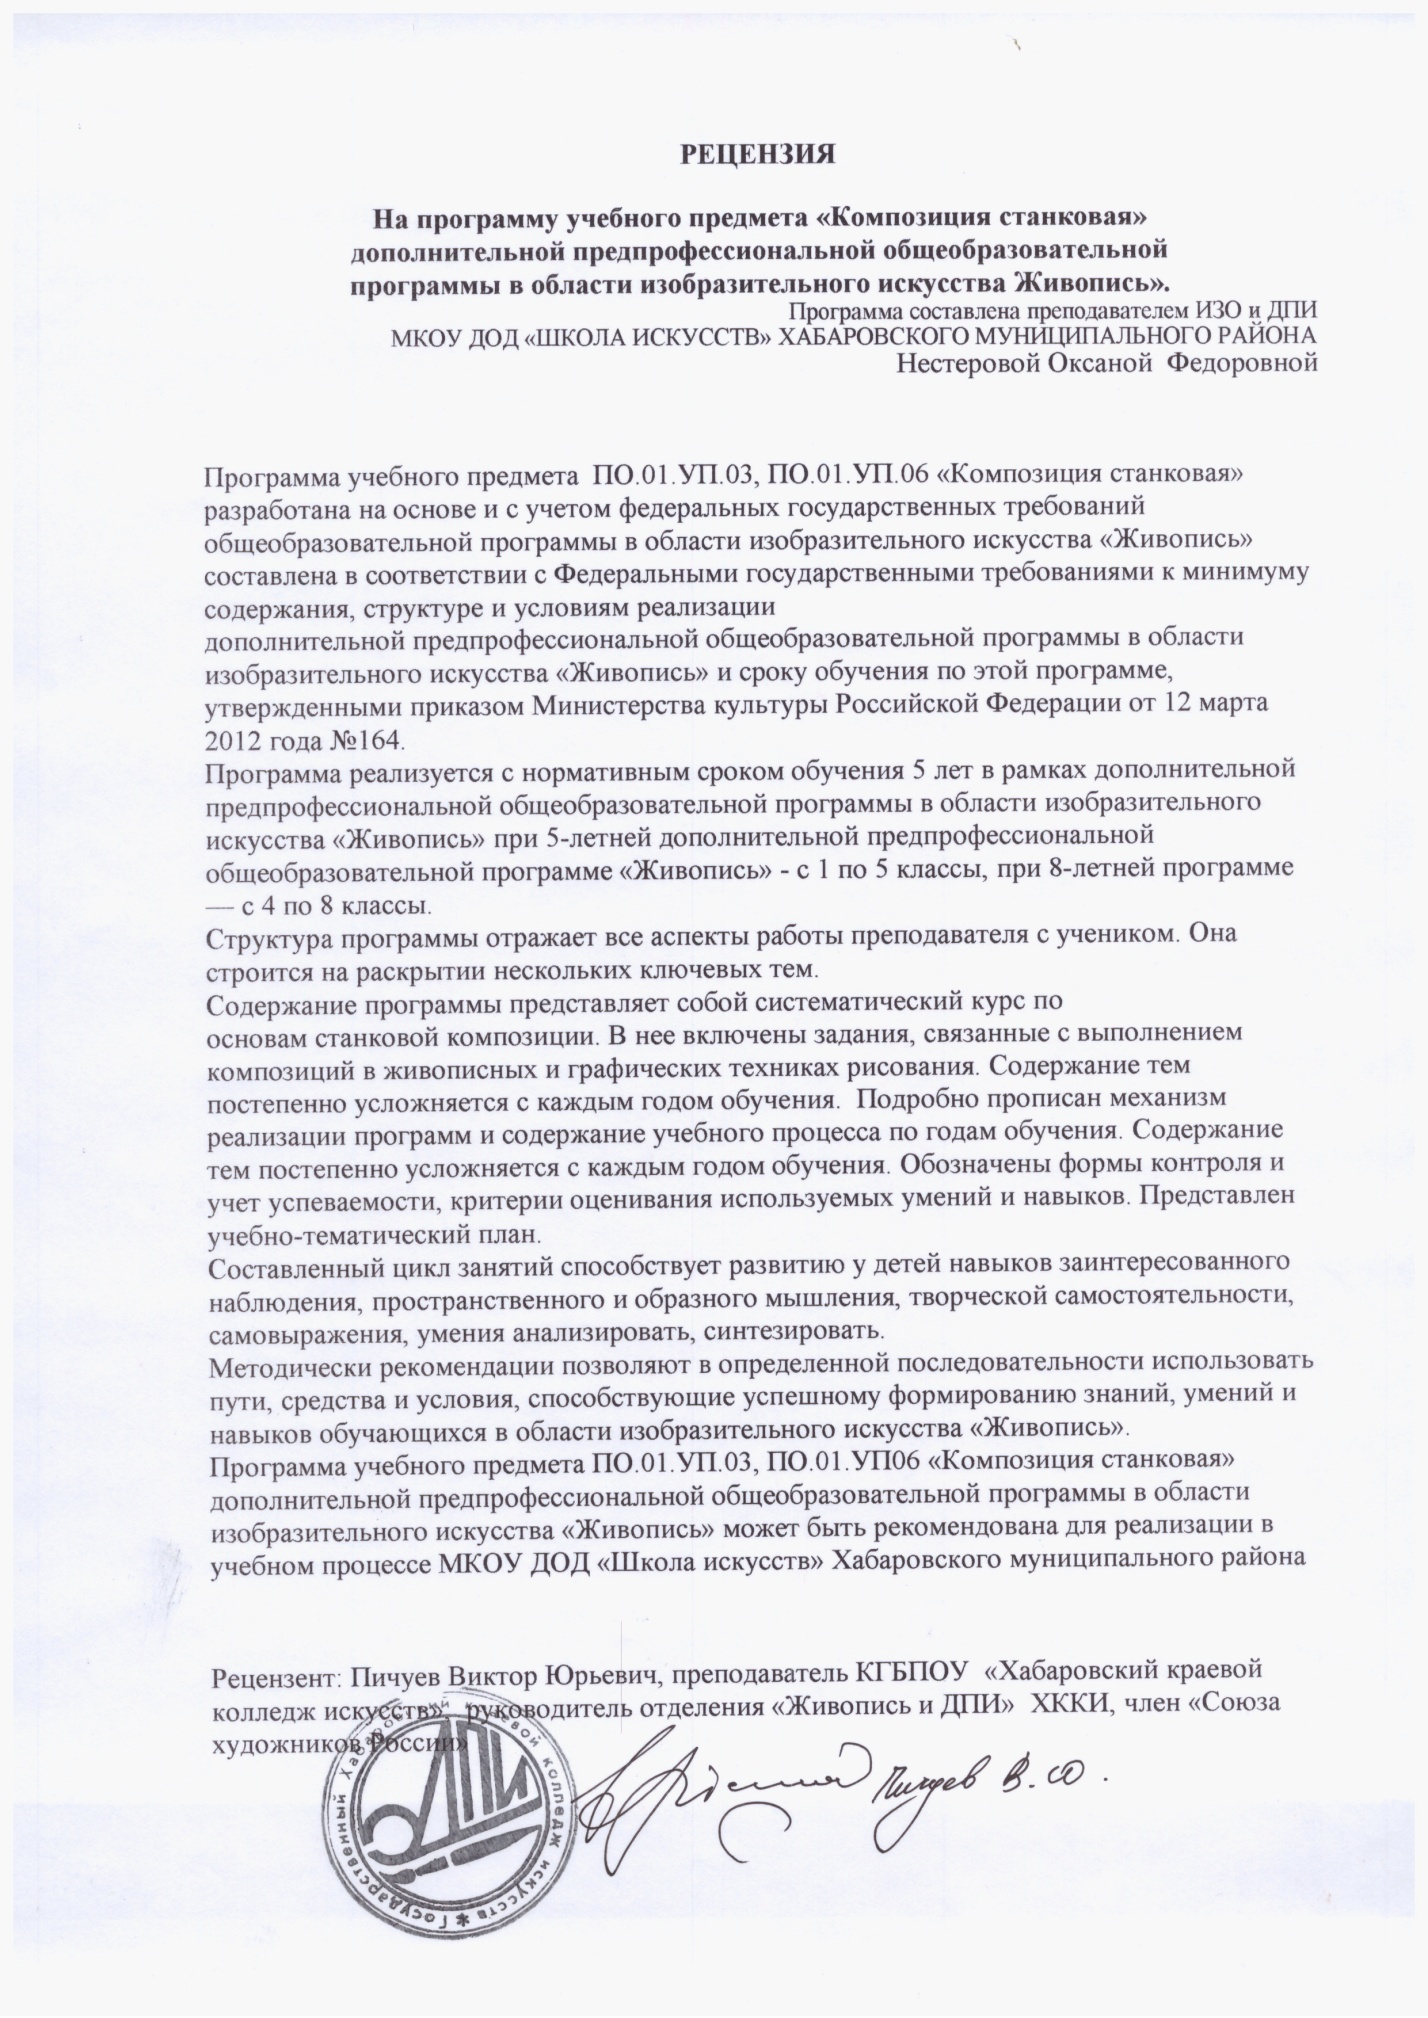 РЕЦЕНЗИЯ
На программу учебного предмета «Композиция станковая»
дополнительной предпрофессиональной общеобразовательной
программы в области изобразительного искусства Живопись».
Программа составлена преподавателем ИЗО и ДПИ
МКОУ ДОД «ШКОЛА ИСКУССТВ» ХАБАРОВСКОГО МУНИЦИПАЛЬНОГО РАЙОНА
Нестеровой Оксаной  Федоровной
Программа учебного предмета  ПО.01.УП.03, ПО.01.УП.06 «Композиция станковая»
разработана на основе и с учетом федеральных государственных требований
общеобразовательной программы в области изобразительного искусства «Живопись»
составлена в соответствии с Федеральными государственными требованиями к минимуму
содержания, структуре и условиям реализации
дополнительной предпрофессиональной общеобразовательной программы в области
изобразительного искусства «Живопись» и сроку обучения по этой программе,
утвержденными приказом Министерства культуры Российской Федерации от 12 марта
2012 года №164.
Программа реализуется с нормативным сроком обучения 5 лет в рамках дополнительной
предпрофессиональной общеобразовательной программы в области изобразительного
искусства «Живопись» при 5-летней дополнительной предпрофессиональной
общеобразовательной программе «Живопись» - с 1 по 5 классы, при 8-летней программе
— с 4 по 8 классы.
Структура программы отражает все аспекты работы преподавателя с учеником. Она
строится на раскрытии нескольких ключевых тем.
Содержание программы представляет собой систематический курс по
основам станковой композиции. В нее включены задания, связанные с выполнением
композиций в живописных и графических техниках рисования. Содержание тем
постепенно усложняется с каждым годом обучения.  Подробно прописан механизм
реализации программ и содержание учебного процесса по годам обучения. Содержание
тем постепенно усложняется с каждым годом обучения. Обозначены формы контроля и
учет успеваемости, критерии оценивания используемых умений и навыков. Представлен
учебно-тематический план.
Составленный цикл занятий способствует развитию у детей навыков заинтересованного
наблюдения, пространственного и образного мышления, творческой самостоятельности,
самовыражения, умения анализировать, синтезировать.
Методически рекомендации позволяют в определенной последовательности использовать
пути, средства и условия, способствующие успешному формированию знаний, умений и
навыков обучающихся в области изобразительного искусства «Живопись».
Программа учебного предмета ПО.01.УП.03, ПО.01.УП06 «Композиция станковая»
дополнительной предпрофессиональной общеобразовательной программы в области
изобразительного искусства «Живопись» может быть рекомендована для реализации в
учебном процессе МКОУ ДОД «Школа искусств» Хабаровского муниципального района
Рецензент: Пичуев Виктор Юрьевич, преподаватель КГБПОУ  «Хабаровский краевой
колледж искусств»,  руководитель отделения «Живопись и ДПИ»  ХККИ, член «Союза
художников России»
Государственный Хабаровский краевой колледж искусств
ДПИ
Пичуев В. Ю.